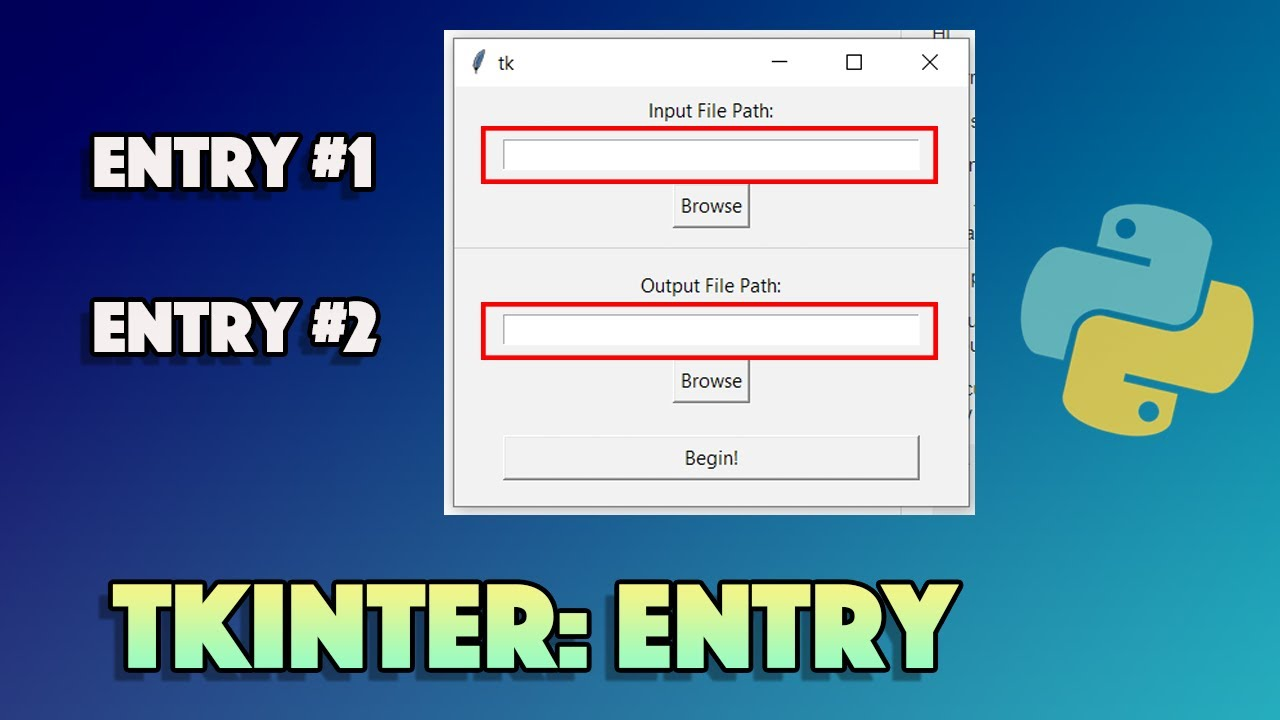 tk
Input File Path:
ENTRY #1
Browse
Output File Path:
ENTRY #2
Browse
Begin!
TKINTER: ENTRY